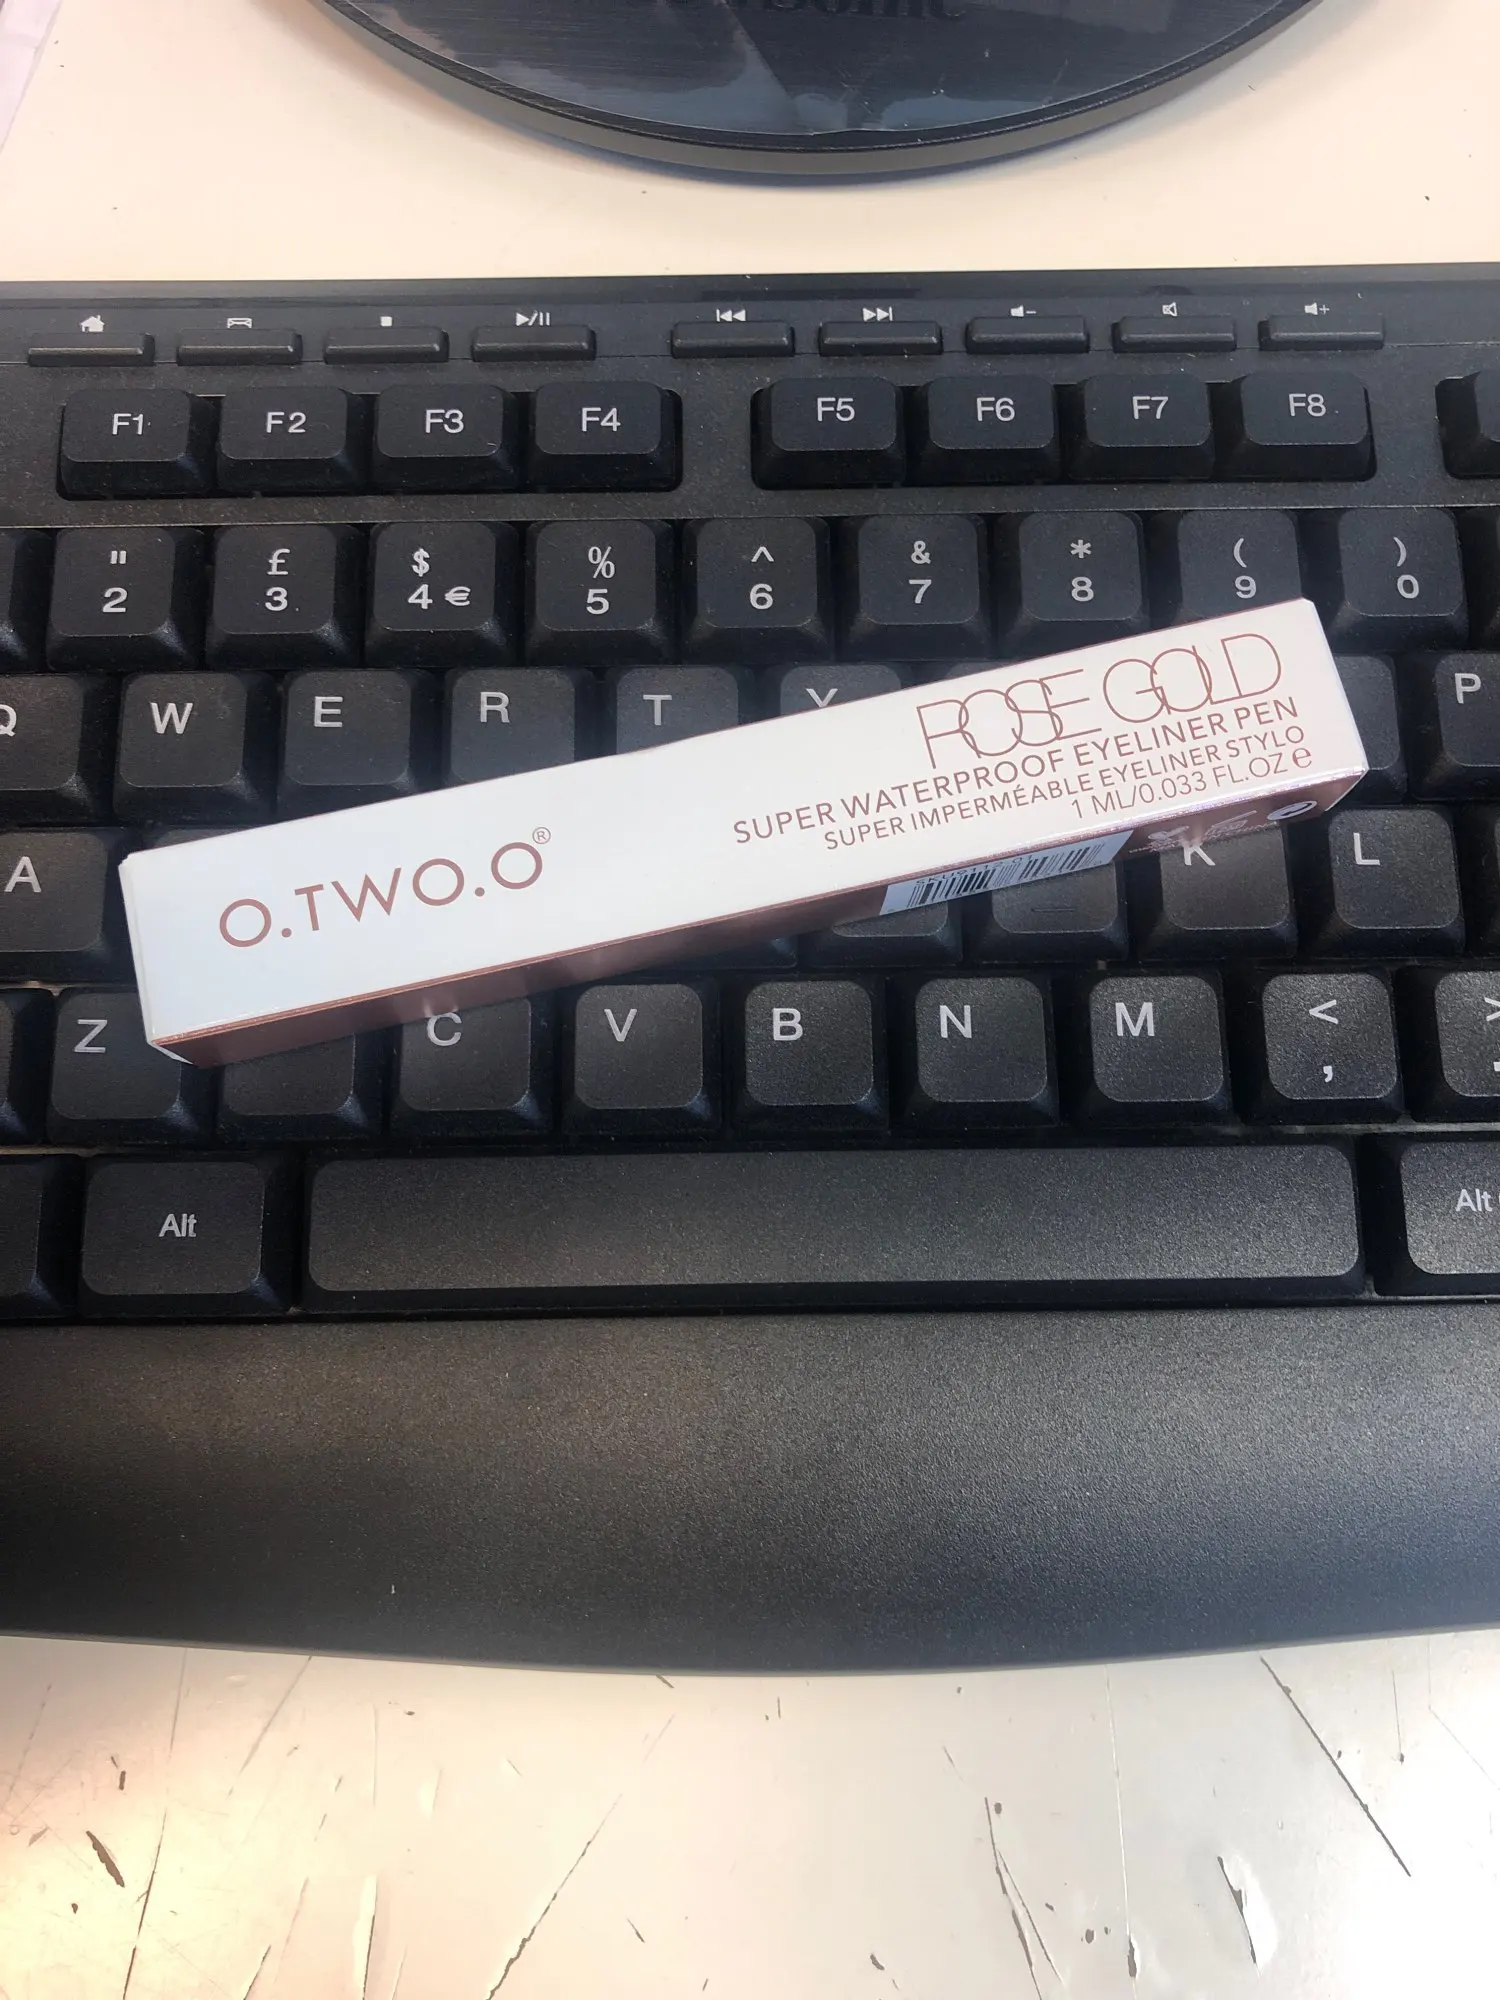 F1 F2 F3 F4 F5 F6 F7 F8
" £ $ % ^ & * ( )
2 3 4 € 5 6 7 8 9 0
Q W E R T Y P
ROSE GOLD
SUPER WATERPROOF EYELINER PEN
SUPER IMPERMÉABLE EYELINER STYLO
1 ML/0.033 FL.OZ e
O.TWO.O®
A K L
Z C V B N M < >
,
Alt Alt